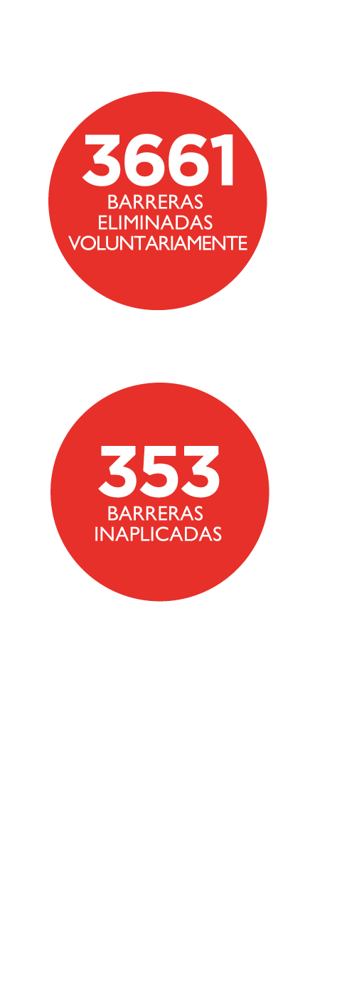 3661
BARRERAS
ELIMINADAS
VOLUNTARIAMENTE
353
BARRERAS
INAPLICADAS